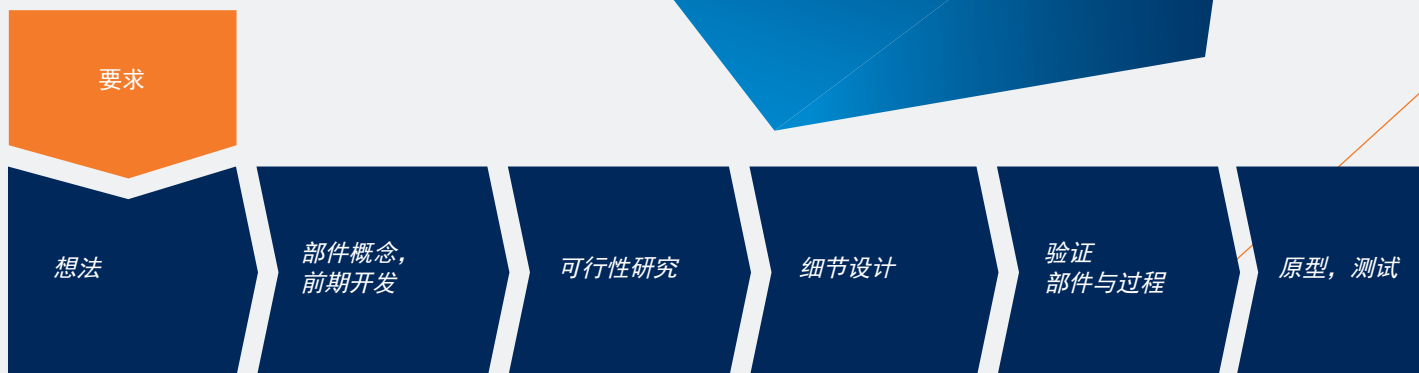 要求
想法
部件概念，
前期开发
可行性研究
细节设计
验证
部件与过程
原型，测试